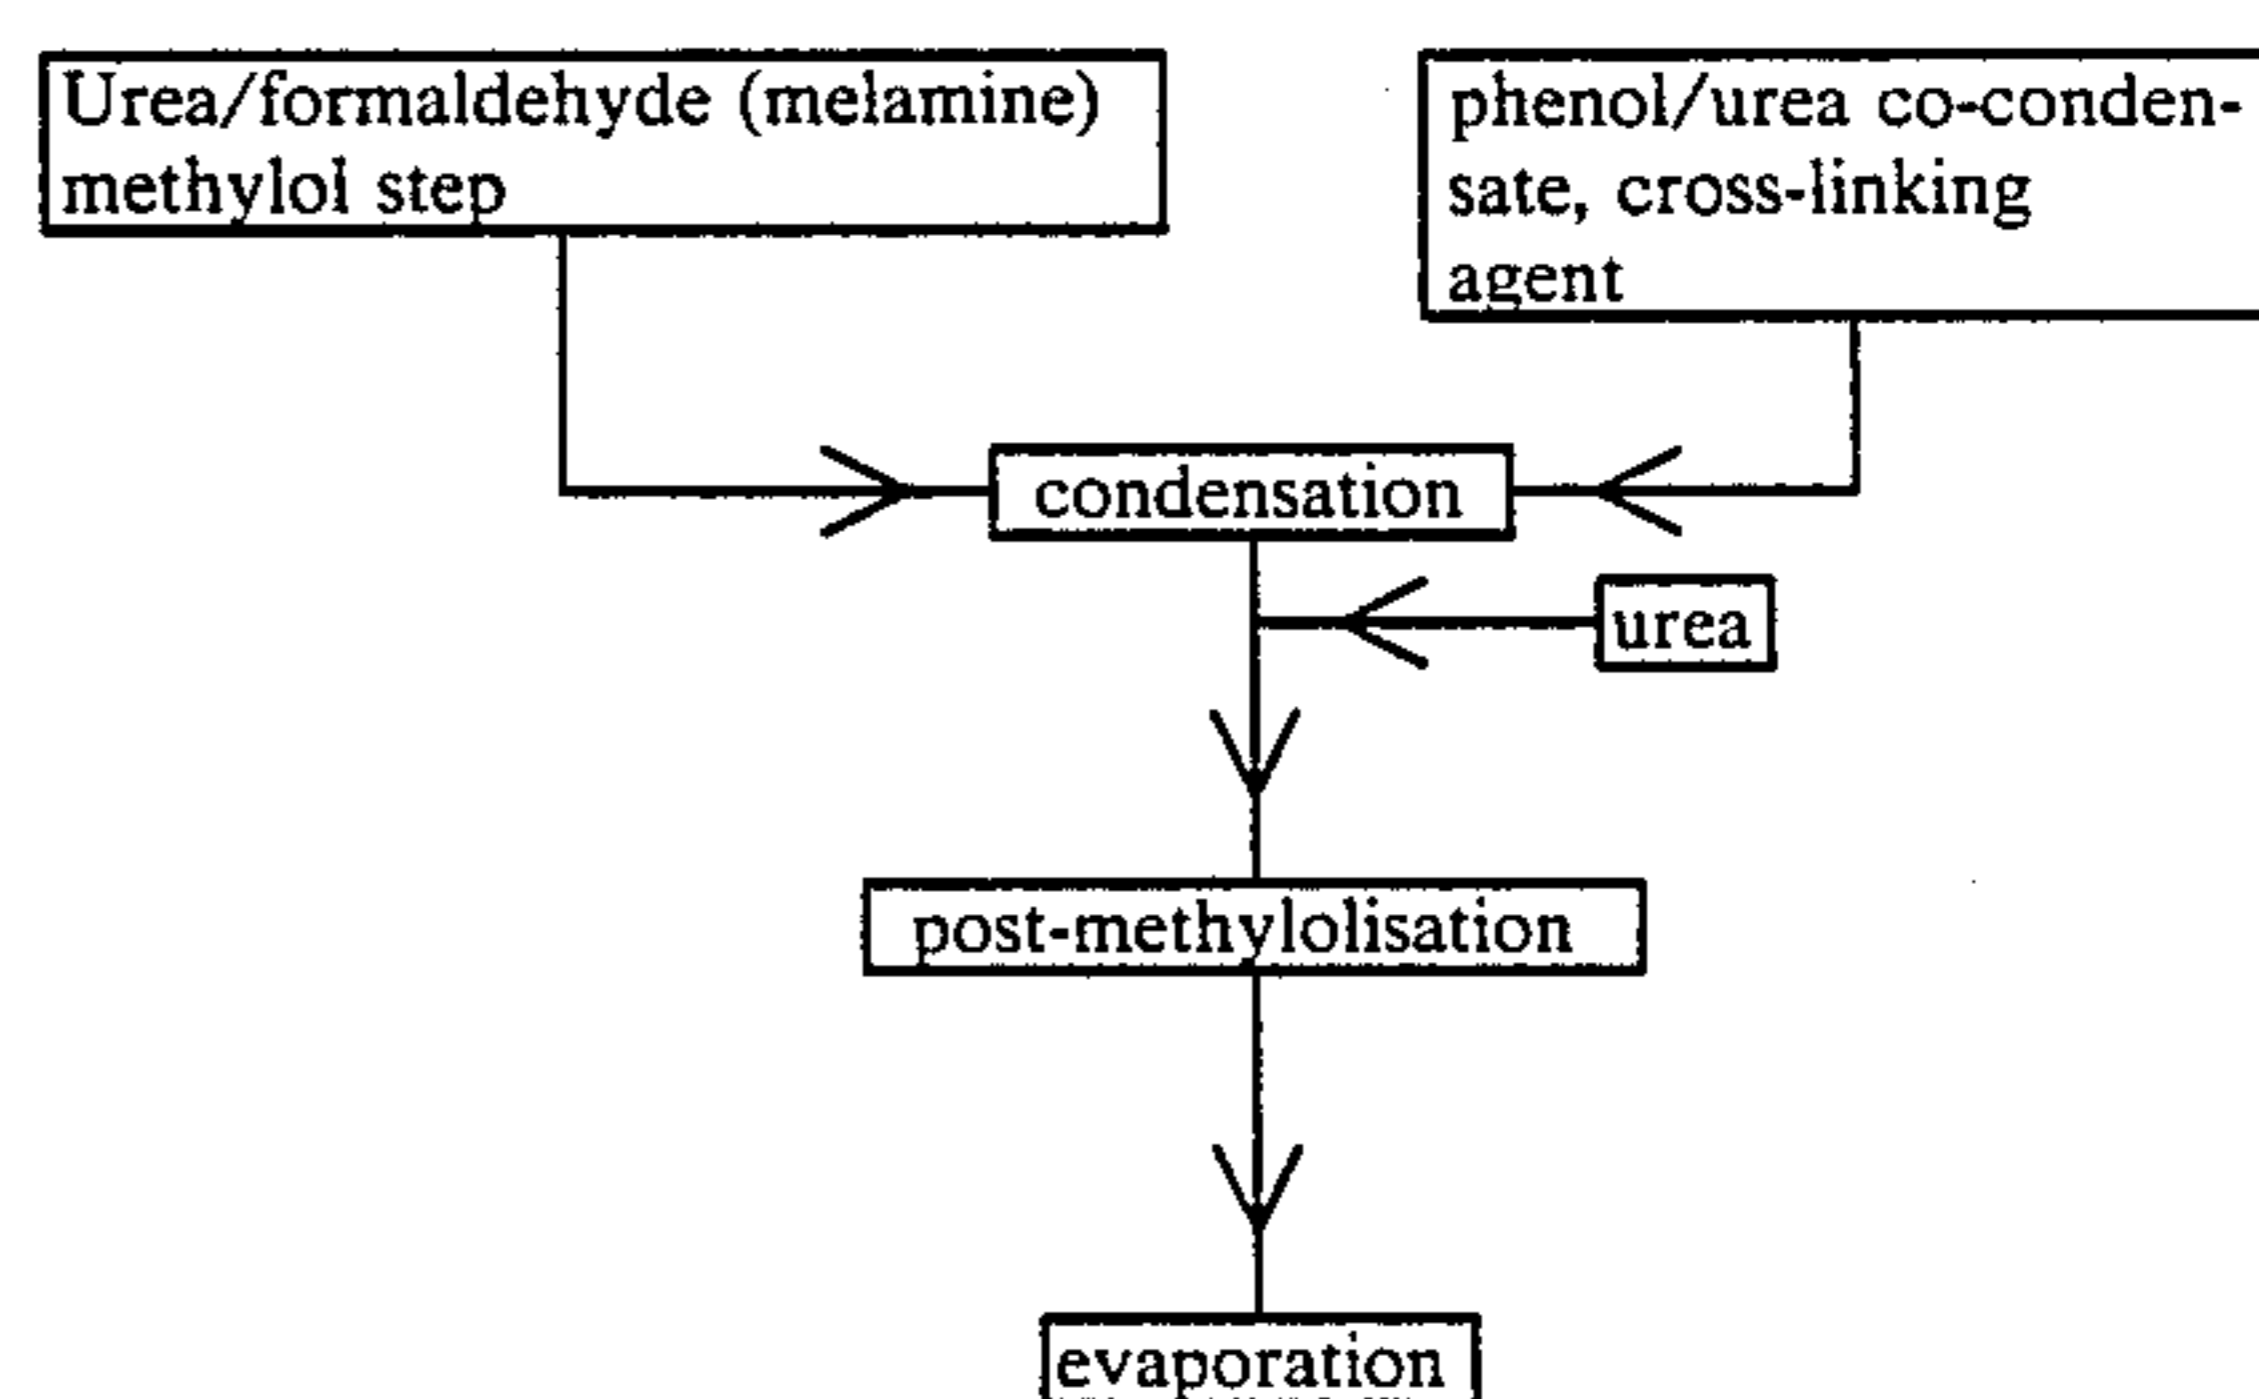 Urea/formaldehyde (melamine)
methylol step
phenol/urea co-conden-
sate, cross-linking
agent
condensation
urea
post-methylolisation
evaporation